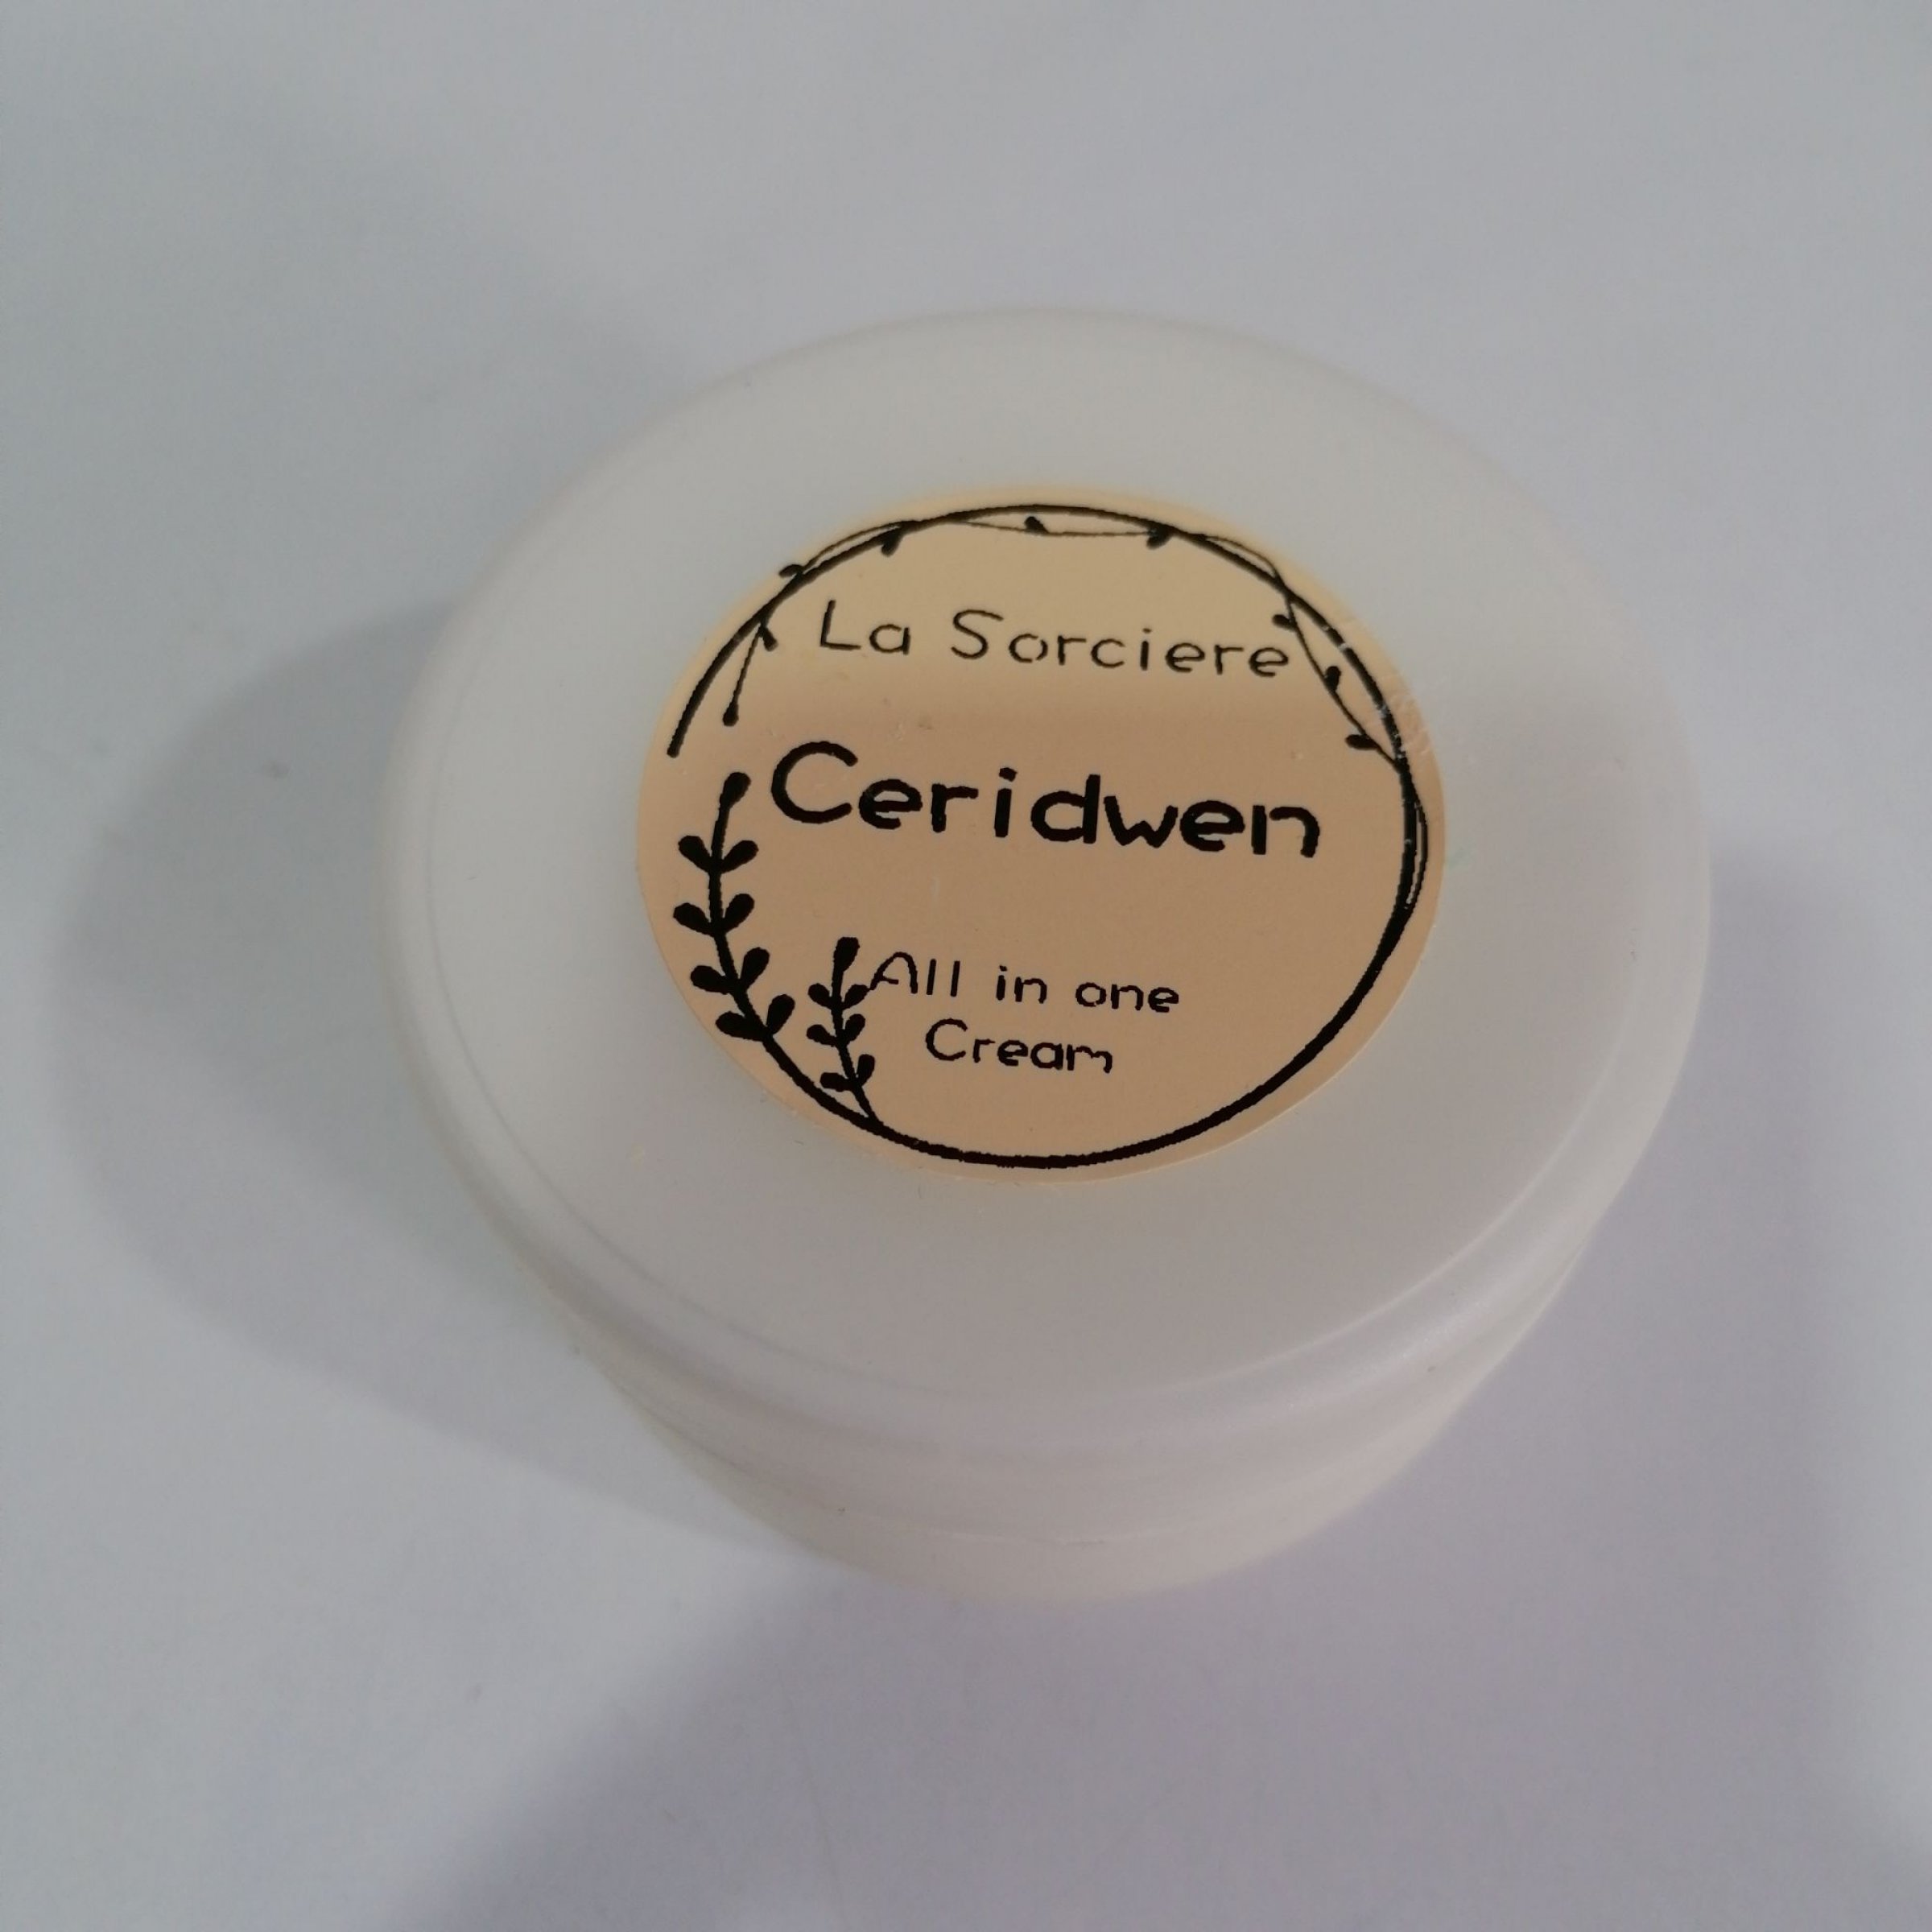 La Sorciere
Ceridwen
All in one
Cream